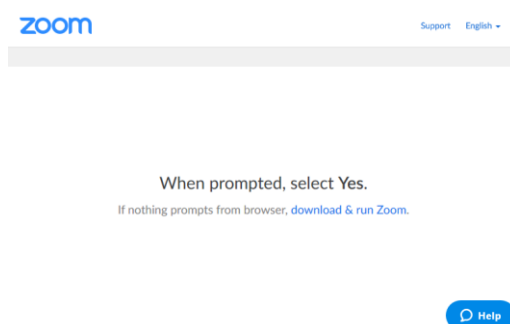 zoom
Support English
When prompted, select Yes.
If nothing prompts from browser, download & run Zoom.
Help